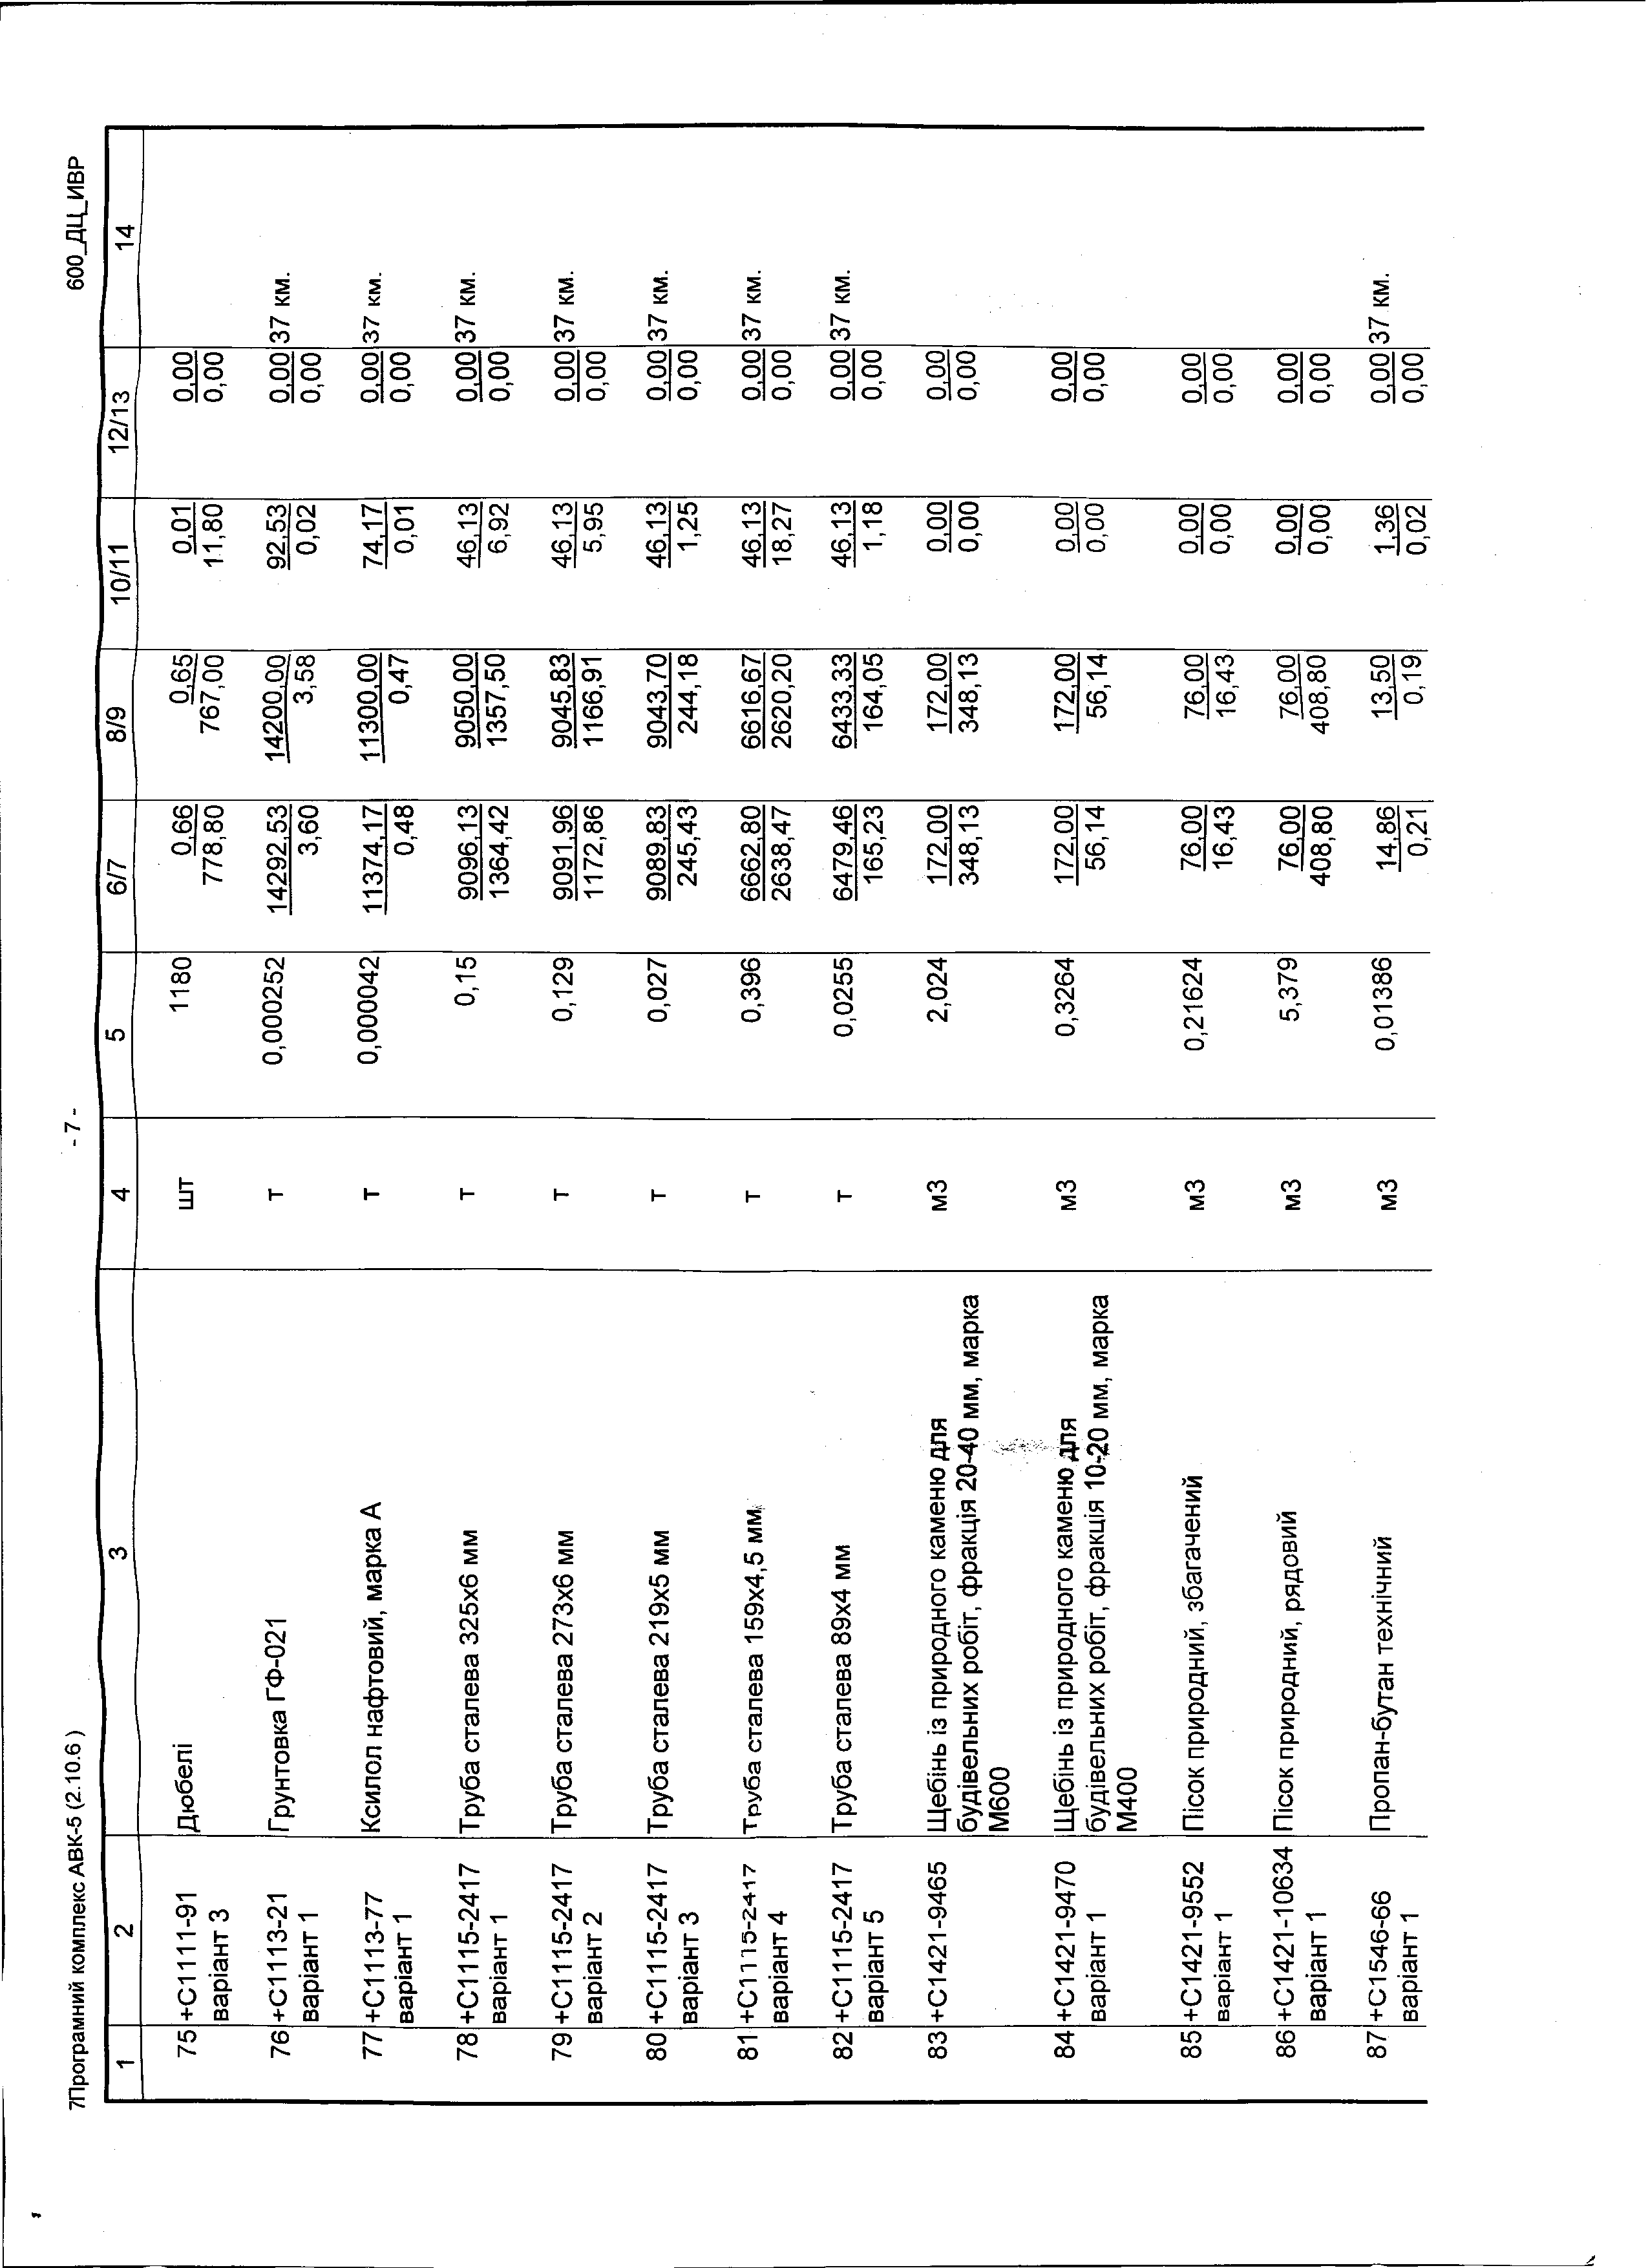 7Програмний комплекс АВК-5 (2.10.6 ) - 7 - 600_ДЦ_ИВР
1 2 3 4 5 6/7 8/9 10/11 12/13 14
75 +С1111-91 Дюбелі шт 1180 0,66 0,65 0,01 0,00
варіант 3 778,80 767,00 11,80 0,00
76 +С1113-21 Грунтовка ГФ-021 т 0,000252 14292,53 14200,00 92,53 0,00 37 км.
варіант 1 3,60 3,58 0,02 0,00
77 +С1113-77 Ксилол нафтовий, марка А т 0,000042 11374,17 11300,00 74,17 0,00 37 км.
варіант 1 0,48 0,47 0,01 0,00
78 +С1115-2417 Труба сталева 325х6 мм т 0,15 9096,13 9050,00 46,13 0,00 37 км.
варіант 1 1364,42 1357,50 6,92 0,00
79 +С1115-2417 Труба сталева 273х6 мм т 0,129 9091,96 9045,83 46,13 0,00 37 км.
варіант 2 1172,86 1166,91 5,95 0,00
80 +С1115-2417 Труба сталева 219х5 мм т 0,027 9089,83 9043,70 46,13 0,00 37 км.
варіант 3 245,43 244,18 1,25 0,00
81 +С1115-2417 Труба сталева 159х4,5 мм т 0,396 6662,80 6616,67 46,13 0,00 37 км.
варіант 4 2638,47 2620,20 18,27 0,00
82 +С1115-2417 Труба сталева 89х4 мм т 0,0255 6479,46 6433,33 46,13 0,00 37 км.
варіант 5 165,23 164,05 1,18 0,00
83 +С1421-9465 Щебінь із природного каменю для м3 2,024 172,00 172,00 0,00 0,00
будівельних робіт, фракція 20-40 мм, марка 348,13 348,13 0,00 0,00
М600
84 +С1421-9470 Щебінь із природного каменю для м3 0,3264 172,00 172,00 0,00 0,00
варіант 1 будівельних робіт, фракція 10-20 мм, марка 56,14 56,14 0,00 0,00
М400
85 +С1421-9552 Пісок природний, збагачений м3 0,21624 76,00 76,00 0,00 0,00
варіант 1 16,43 16,43 0,00 0,00
86 +С1421-10634 Пісок природний, рядовий м3 5,379 76,00 76,00 0,00 0,00
варіант 1 408,80 408,80 0,00 0,00
87 +С1546-66 Пропан-бутан технічний м3 0,01386 14,86 13,50 1,36 0,00 37 км.
варіант 1 0,21 0,19 0,02 0,00